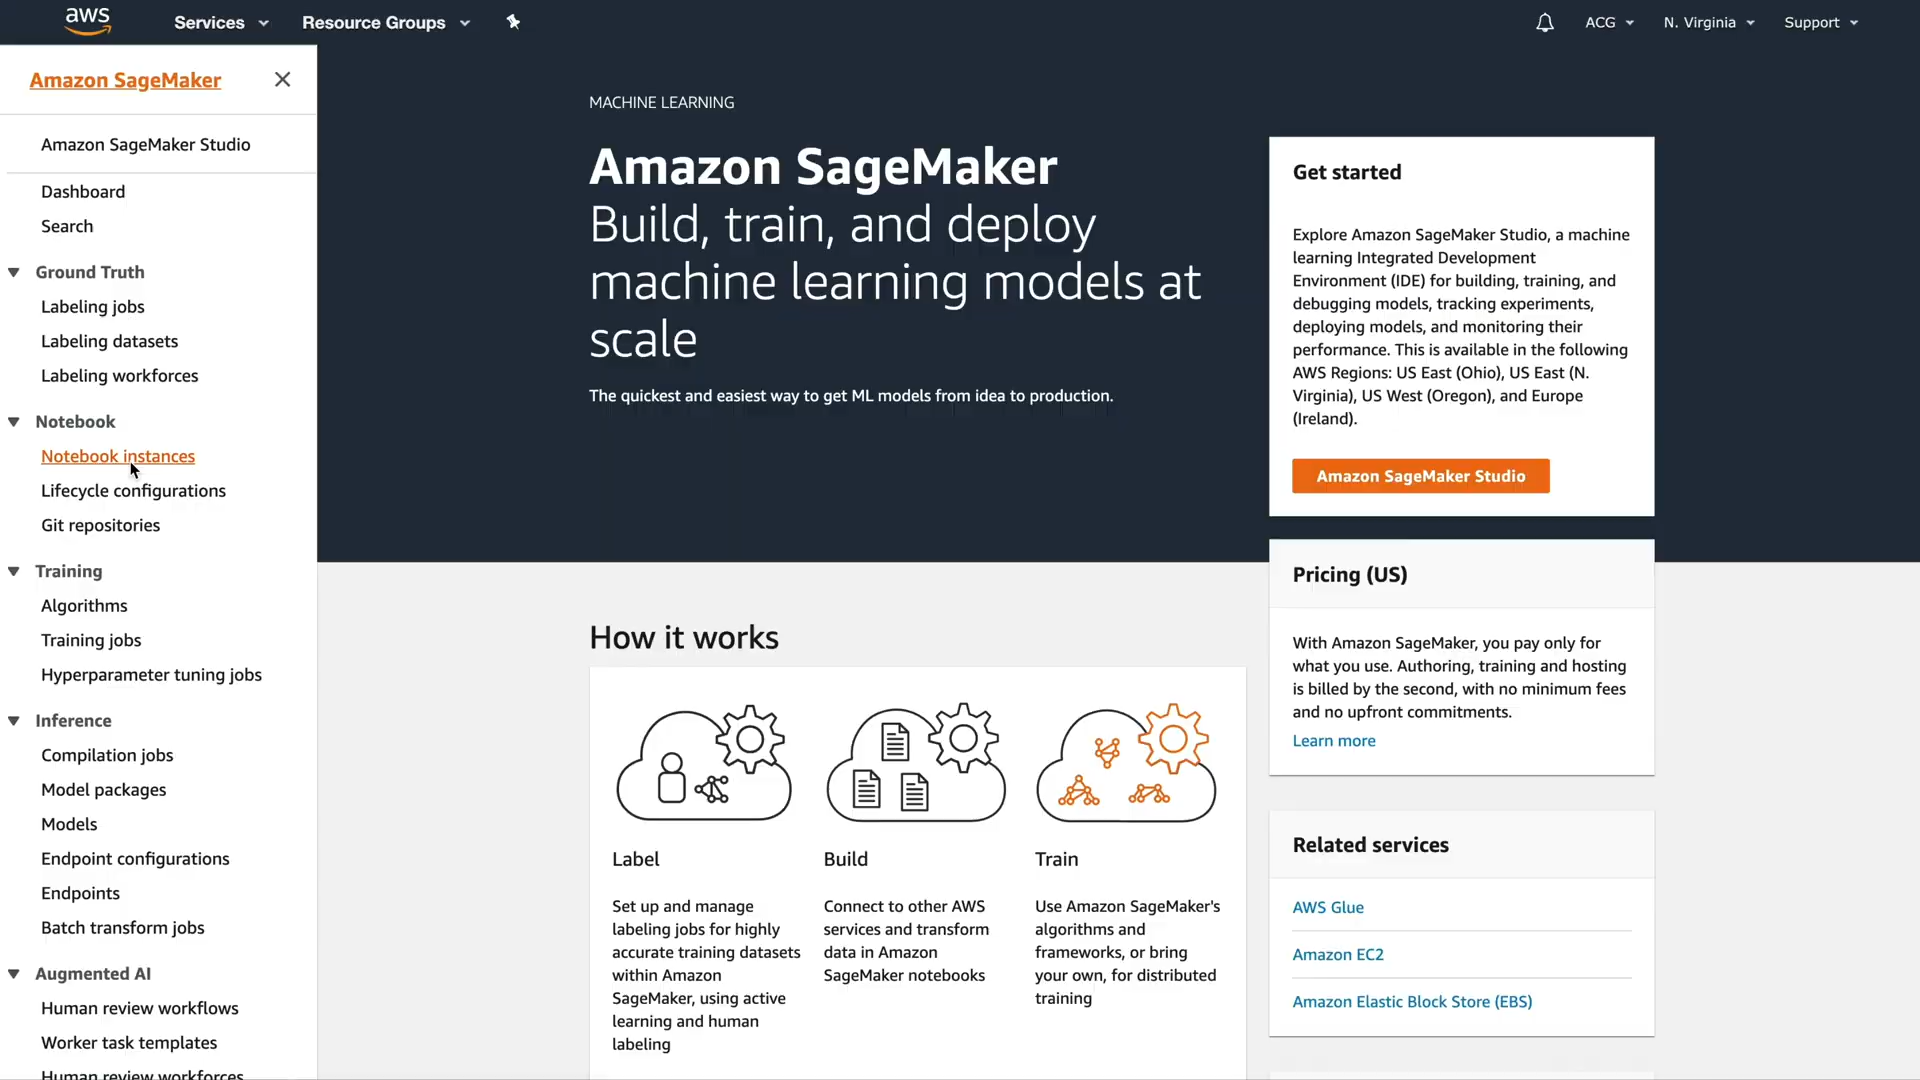 aws
Services
Resource Groups
ACG
N. Virginia
Support
Amazon SageMaker
Amazon SageMaker Studio
Dashboard
Search
Ground Truth
Labeling jobs
Labeling datasets
Labeling workforces
Notebook
Notebook instances
Lifecycle configurations
Git repositories
Training
Algorithms
Training jobs
Hyperparameter tuning jobs
Inference
Compilation jobs
Model packages
Models
Endpoint configurations
Endpoints
Batch transform jobs
Augmented AI
Human review workflows
Worker task templates
Human review workforces
MACHINE LEARNING
Amazon SageMaker
Build, train, and deploy
machine learning models at
scale
The quickest and easiest way to get ML models from idea to production.
Get started
Explore Amazon SageMaker Studio, a machine
learning Integrated Development
Environment (IDE) for building, training, and
debugging models, tracking experiments,
deploying models, and monitoring their
performance. This is available in the following
AWS Regions: US East (Ohio), US East (N.
Virginia), US West (Oregon), and Europe
(Ireland).
Amazon SageMaker Studio
Pricing (US)
With Amazon SageMaker, you pay only for
what you use. Authoring, training and hosting
is billed by the second, with no minimum fees
and no upfront commitments.
Learn more
Related services
AWS Glue
Amazon EC2
Amazon Elastic Block Store (EBS)
How it works
Label
Set up and manage
labeling jobs for highly
accurate training datasets
within Amazon
SageMaker, using active
learning and human
labeling
Build
Connect to other AWS
services and transform
data in Amazon
SageMaker notebooks
Train
Use Amazon SageMaker's
algorithms and
frameworks, or bring
your own, for distributed
training